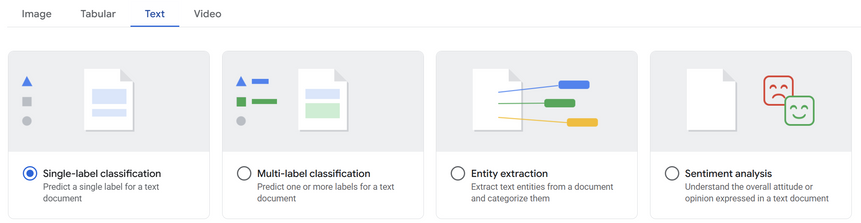 Image Tabular Text Video
Single-label classification
Predict a single label for a text
document
Multi-label classification
Predict one or more labels for a text
document
Entity extraction
Extract text entities from a document
and categorize them
Sentiment analysis
Understand the overall attitude or
opinion expressed in a text document